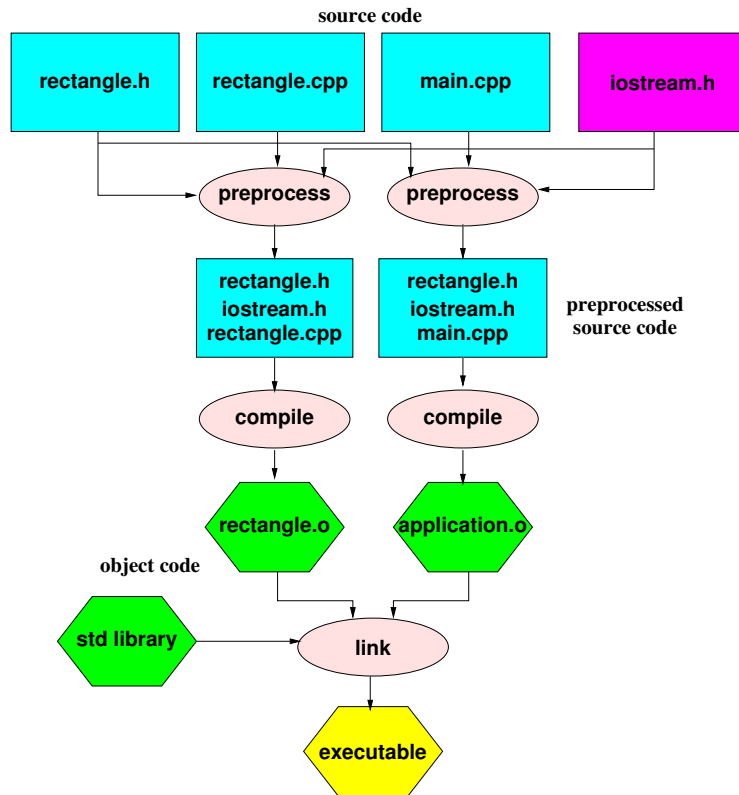 source code
rectangle.h
rectangle.cpp
main.cpp
iostream.h
preprocess
preprocess
rectangle.h
iostream.h
rectangle.cpp
rectangle.h
iostream.h
main.cpp
preprocessed
source code
compile
compile
rectangle.o
application.o
object code
std library
link
executable